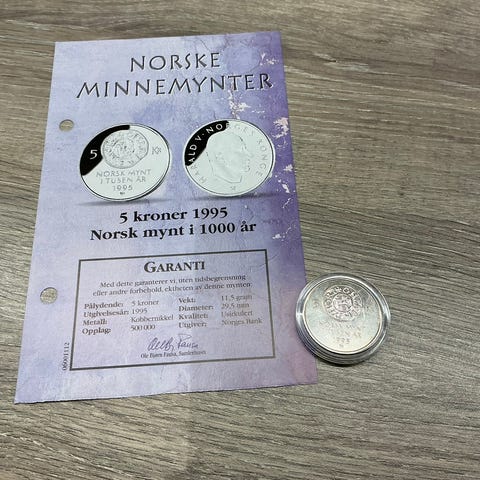 NORSKE
MINNEMYNTER
5 Kr
NORSK MYNT
I TUSEN ÅR
1995
HARALD V · NORGES KONGE
5 kroner 1995
Norsk mynt i 1000 år
GARANTI
Med dette garanterer vi, uten tidsbegrensning
eller andre forbehold, ektheten av denne mynten
Pålydende: 5 kroner Vekt: 11,5 gram
Utgivelsesår: 1995 Diameter: 29,5 mm
Metall: Kobbernikkel Kvalitet: Usirkulert
Opplag: 500 000 Utgiver: Norges Bank
Samlerhuset
06001112